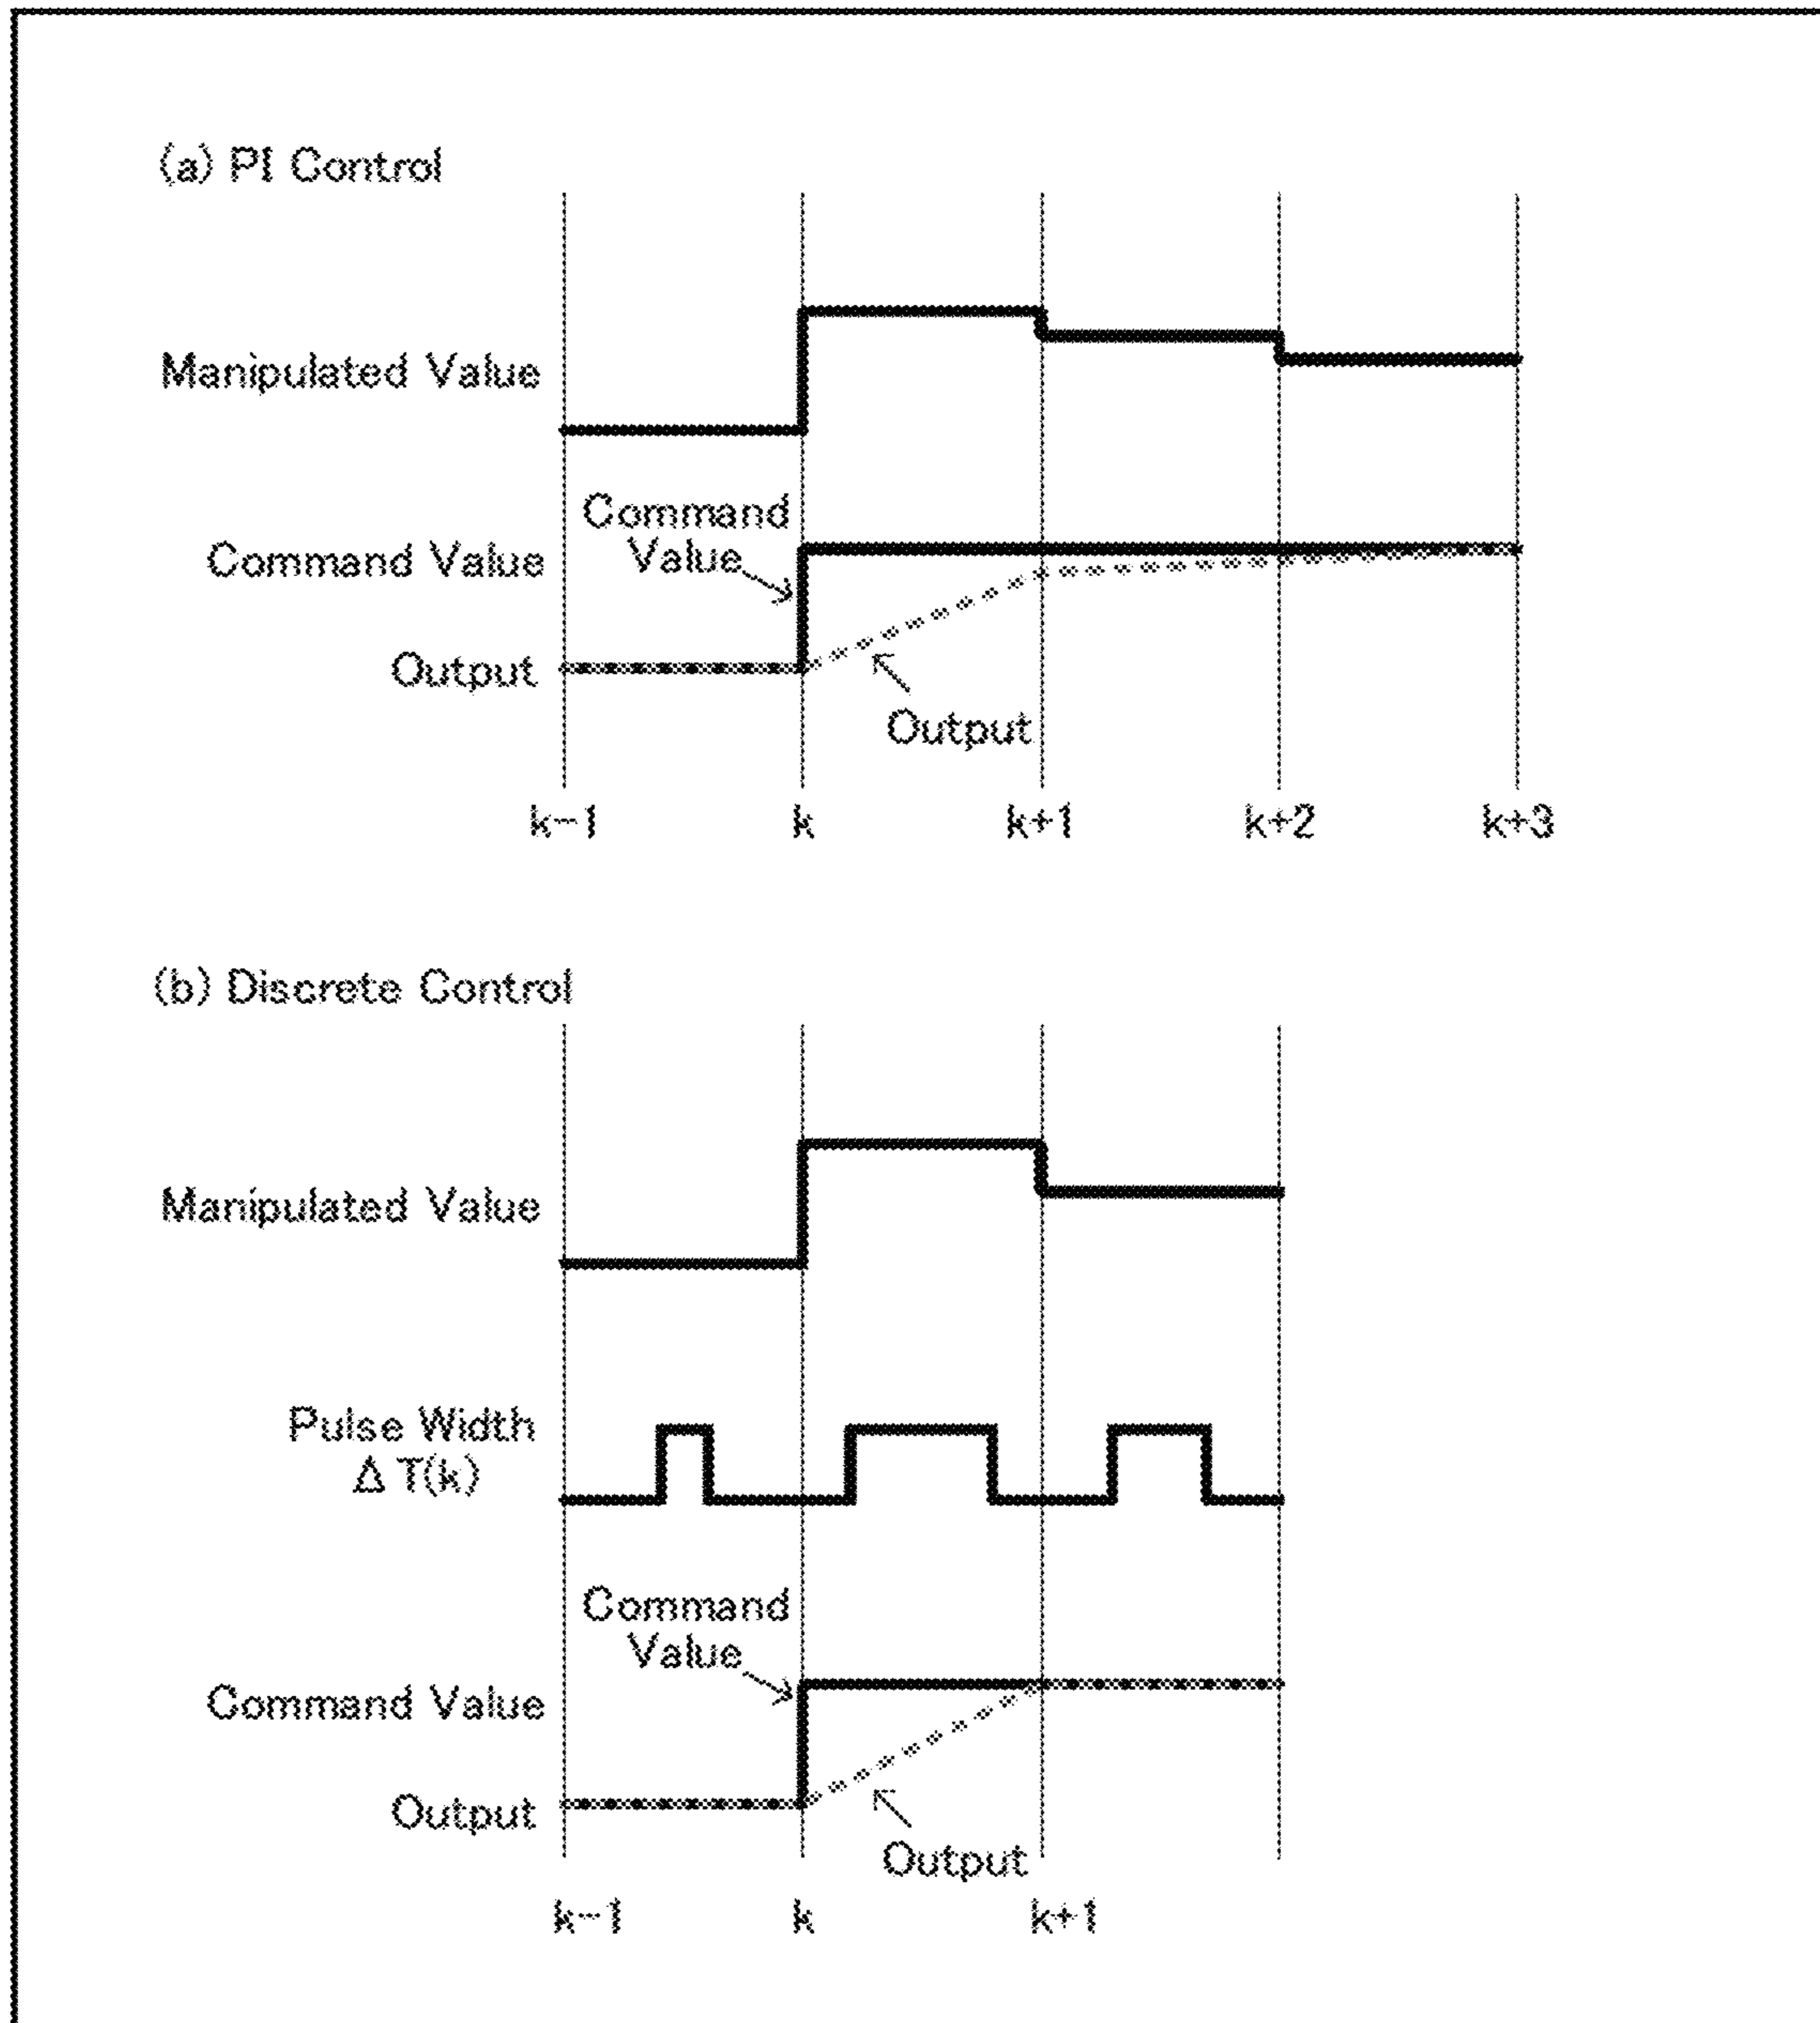 (a) PI Control
Manipulated Value
Command
Value
Command Value
Output
Output
k-1 k k+1 k+2 k+3
(b) Discrete Control
Manipulated Value
Pulse Width
Δ T(k)
Command
Value
Command Value
Output
Output
k-1 k k+1